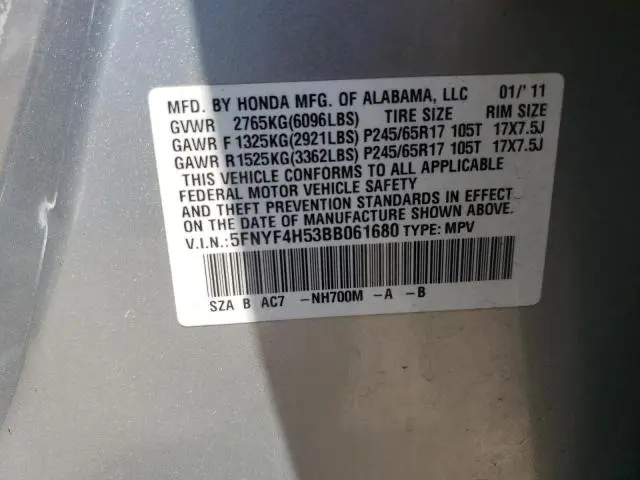 MFD. BY HONDA MFG. OF ALABAMA, LLC 01/'11
GVWR 2765KG(6096LBS) TIRE SIZE RIM SIZE
GAWR F 1325KG(2921LBS) P245/65R17 105T 17X7.5J
GAWR R 1525KG(3362LBS) P245/65R17 105T 17X7.5J
THIS VEHICLE CONFORMS TO ALL APPLICABLE
FEDERAL MOTOR VEHICLE SAFETY
AND THEFT PREVENTION STANDARDS IN EFFECT
ON THE DATE OF MANUFACTURE SHOWN ABOVE.
V.I.N.:5FNYF4H53BB061680 TYPE: MPV
SZA B AC7 -NH700M -A -B